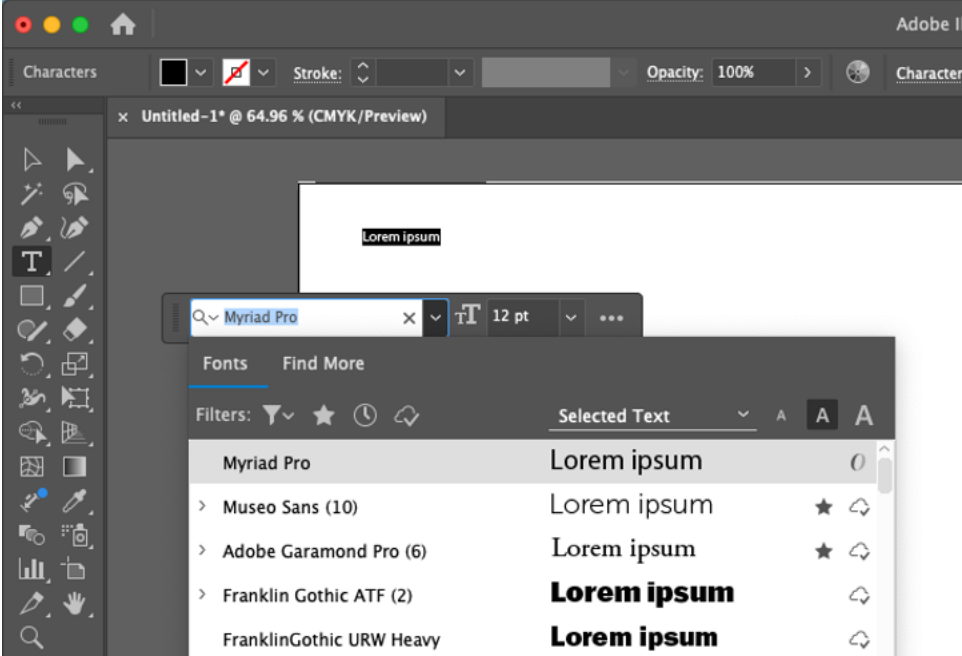 Adobe
Characters
Stroke:
Opacity:
100%
Character
Untitled-1* @ 64.96 % (CMYK/Preview)
Lorem ipsum
Myriad Pro
12 pt
Fonts
Find More
Filters:
Selected Text
A
A
A
Myriad Pro
Lorem ipsum
Museo Sans (10)
Lorem ipsum
Adobe Garamond Pro (6)
Lorem ipsum
Franklin Gothic ATF (2)
Lorem ipsum
FranklinGothic URW Heavy
Lorem ipsum